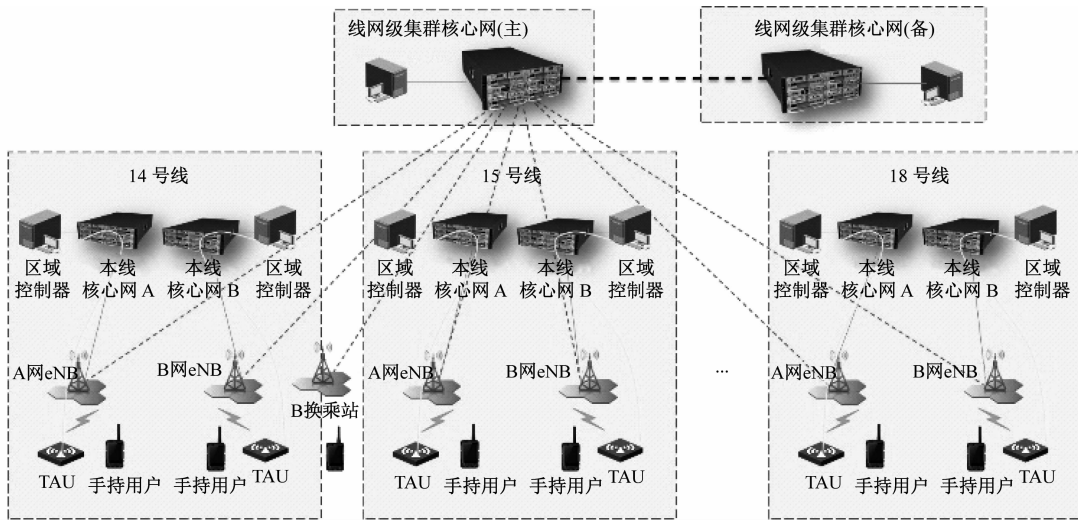 线网级集群核心网(主)
线网级集群核心网(备)
14 号线
区域
控制器
本线
核心网 A
本线
核心网 B
区域
控制器
A网eNB
B网eNB
TAU
手持用户
手持用户
TAU
B换乘站
15 号线
区域
控制器
本线
核心网 A
本线
核心网 B
区域
控制器
A网eNB
B网eNB
TAU
手持用户
手持用户
TAU
...
18 号线
区域
控制器
本线
核心网 A
本线
核心网 B
区域
控制器
A网eNB
B网eNB
TAU
手持用户
手持用户
TAU